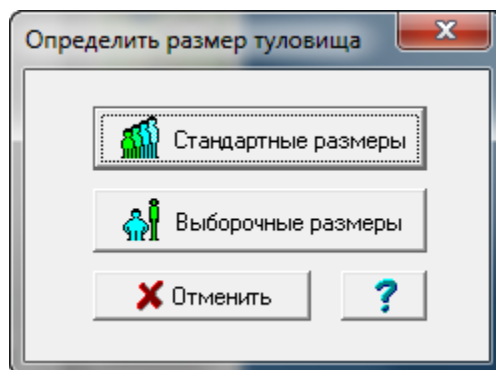 Определить размер туловища
Стандартные размеры
Выборочные размеры
Отменить ?